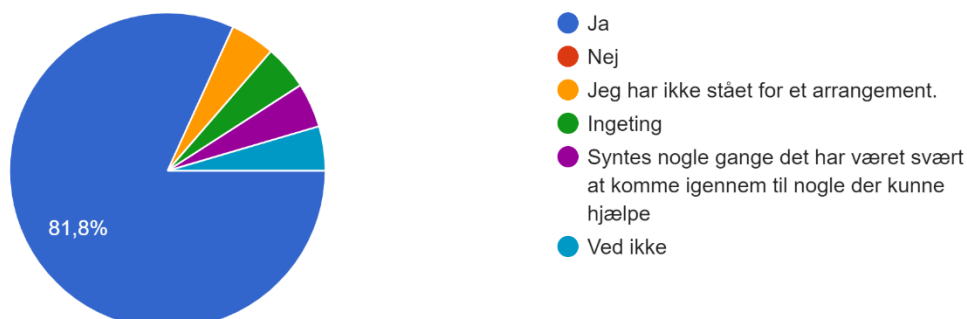 81,8%
Ja
Nej
Jeg har ikke stået for et arrangement.
Ingeting
Syntes nogle gange det har været svært
at komme igennem til nogle der kunne
hjælpe
Ved ikke